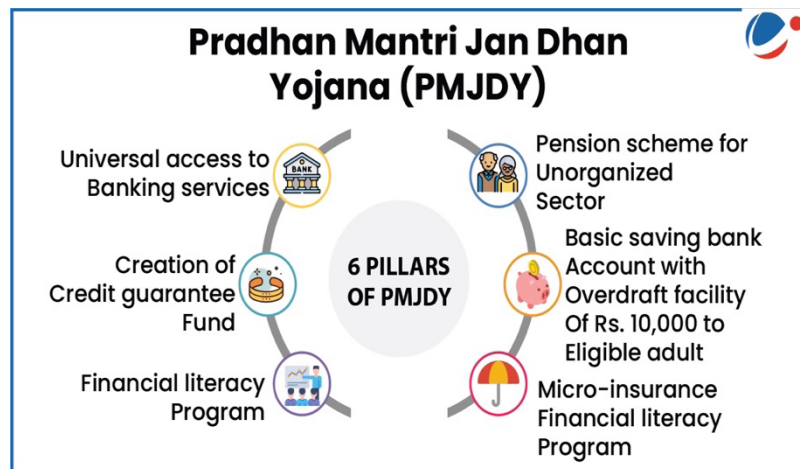 Pradhan Mantri Jan Dhan
Yojana (PMJDY)
Universal access to
Banking services
BANK
Creation of
Credit guarantee
Fund
Financial literacy
Program
6 PILLARS
OF PMJDY
Pension scheme for
Unorganized
Sector
Basic saving bank
Account with
Overdraft facility
Of Rs. 10,000 to
Eligible adult
Micro-insurance
Financial literacy
Program